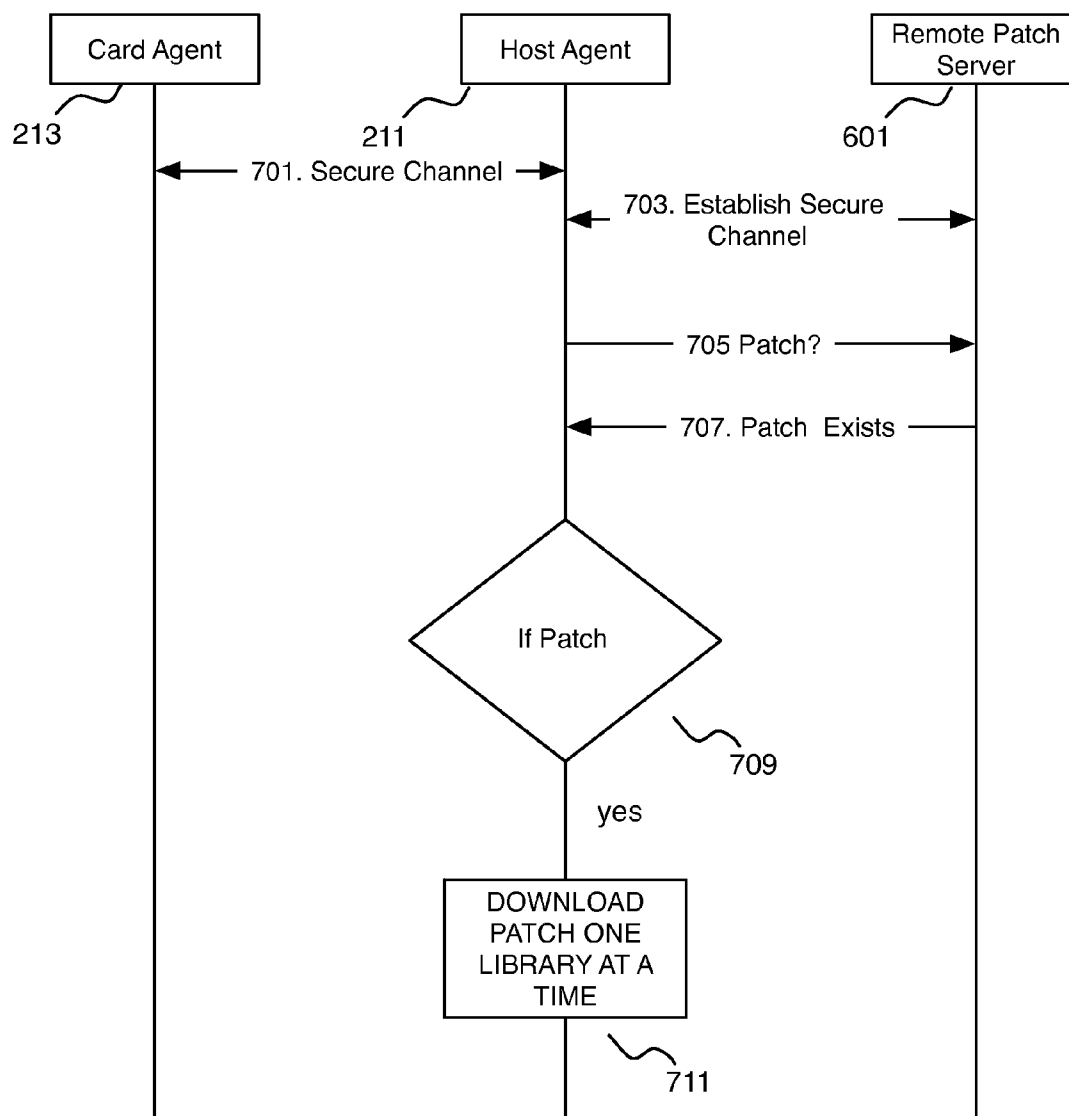 Card Agent
Host Agent
Remote Patch
Server
213
211
601
701. Secure Channel
703. Establish Secure
Channel
705 Patch?
707. Patch Exists
If Patch
709
yes
DOWNLOAD
PATCH ONE
LIBRARY AT A
TIME
711